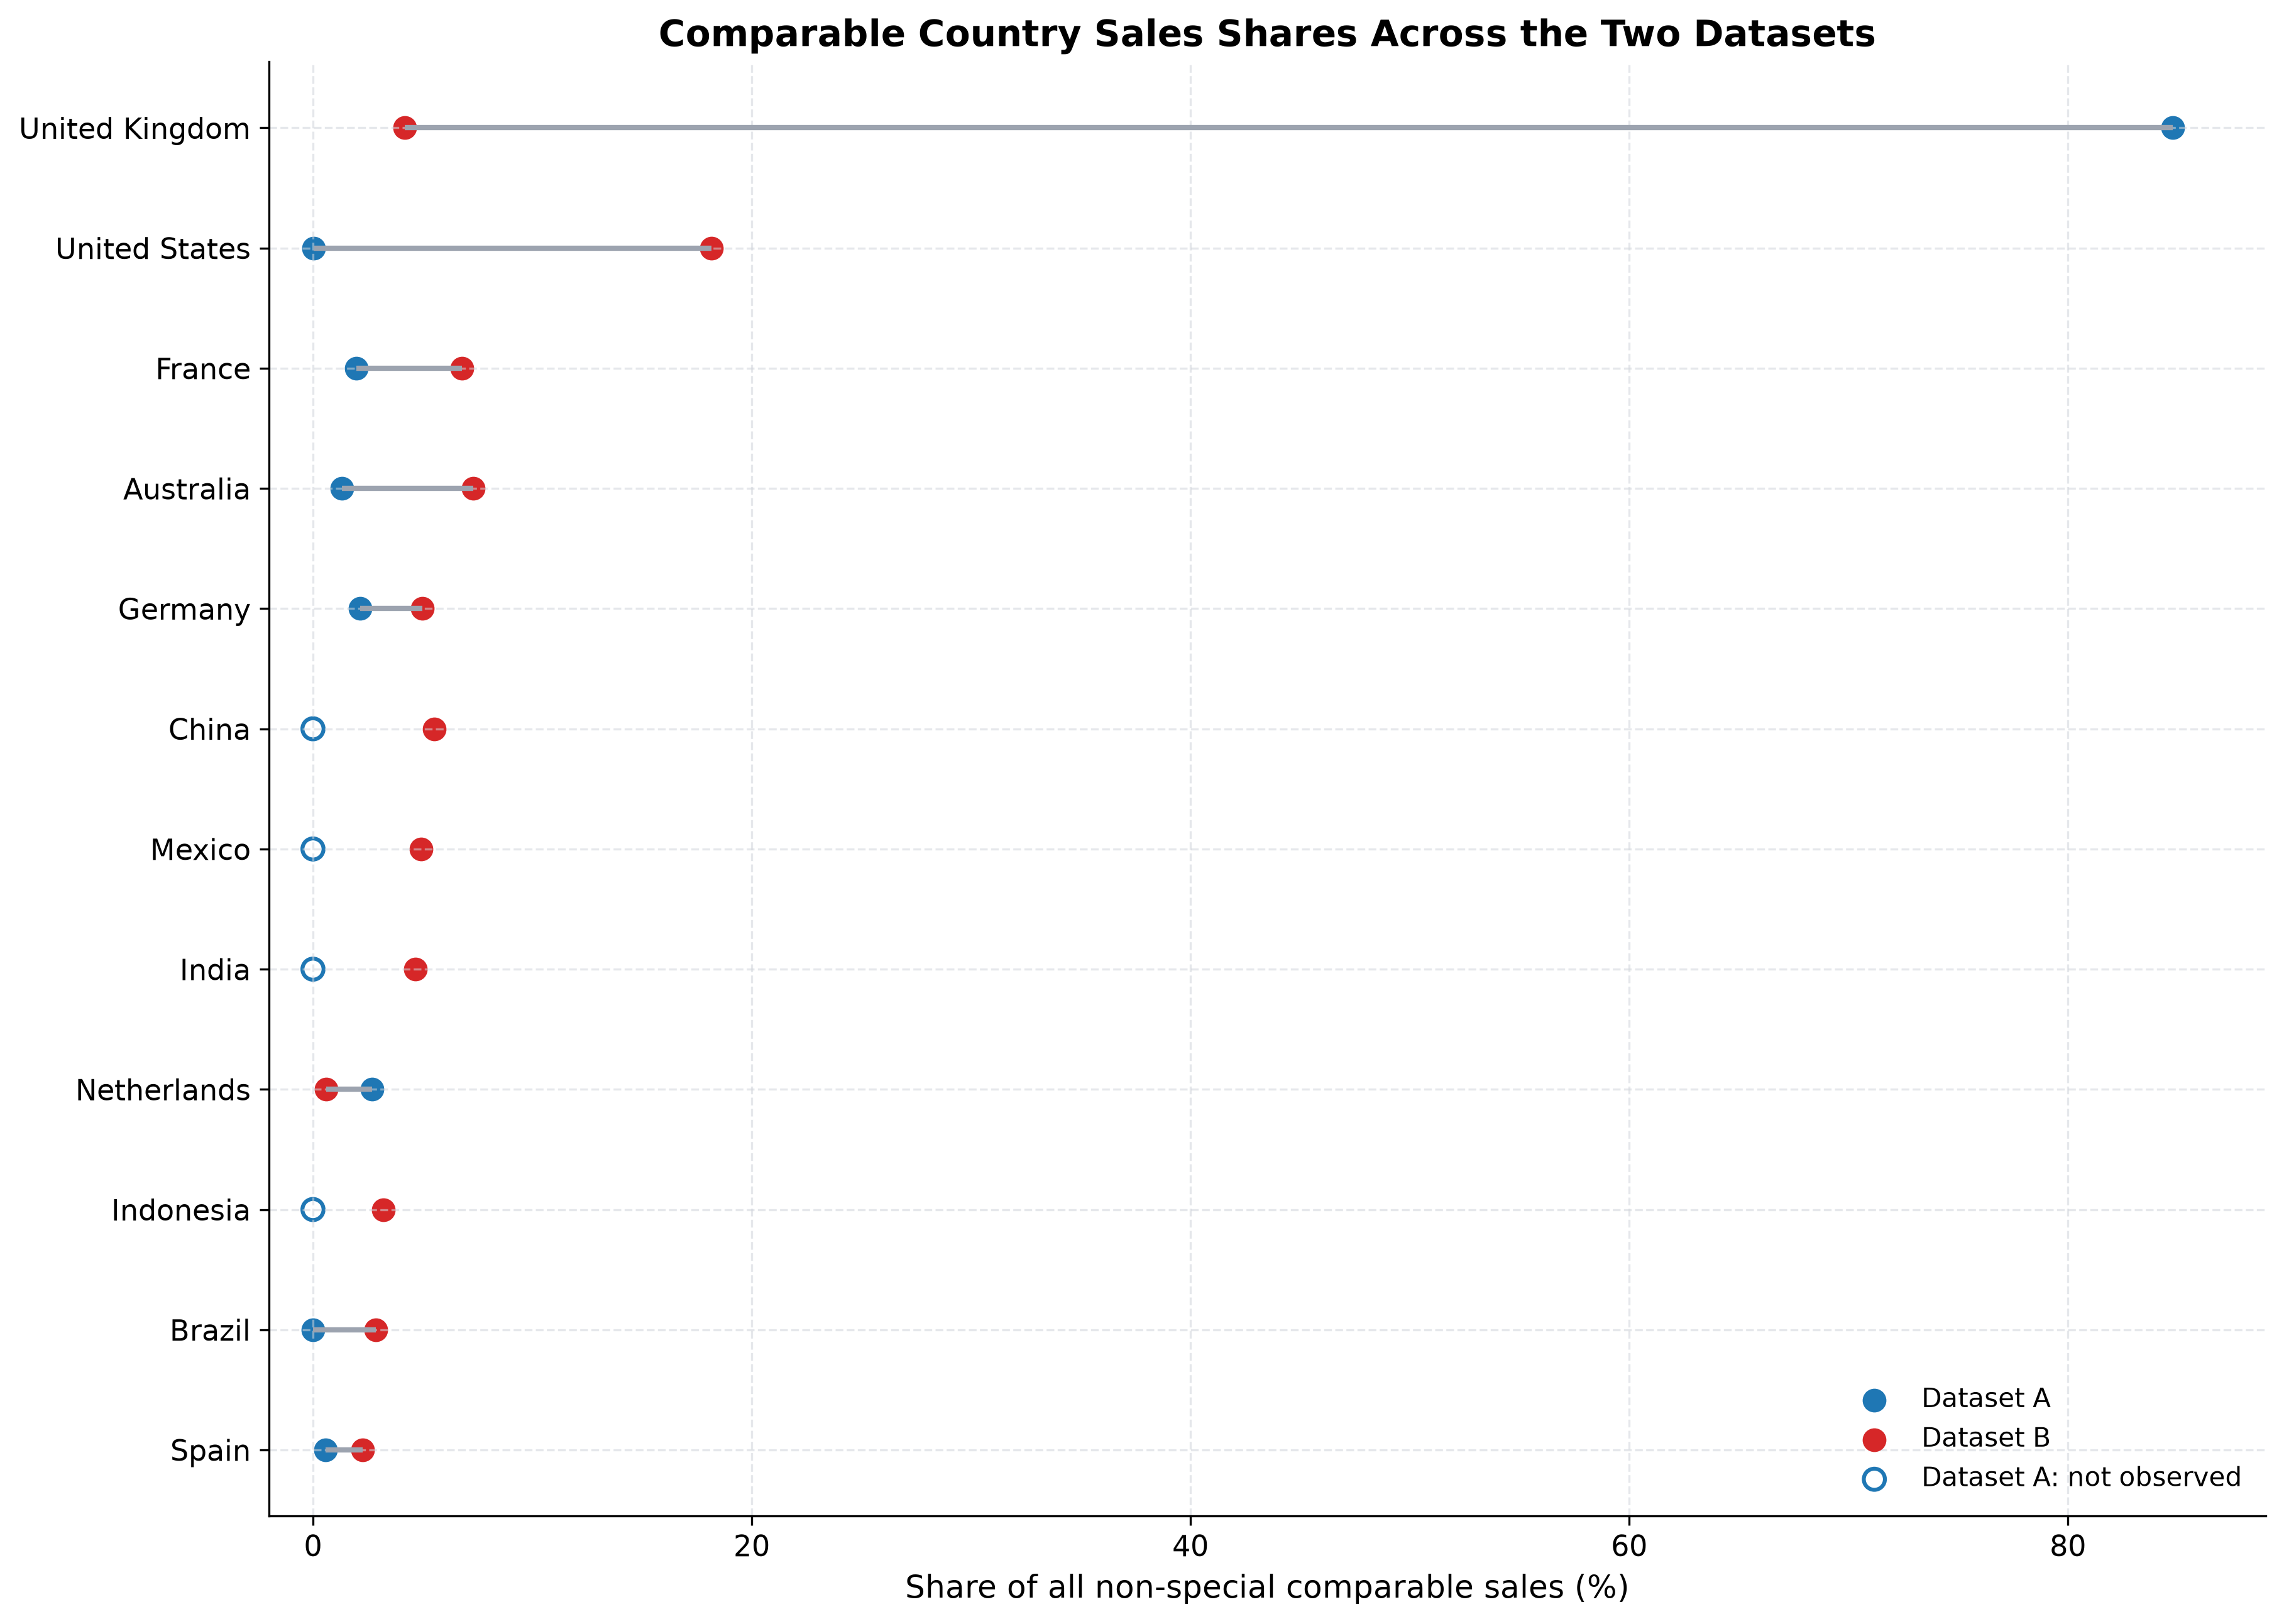 Comparable Country Sales Shares Across the Two Datasets
United Kingdom
United States
France
Australia
Germany
China
Mexico
India
Netherlands
Indonesia
Brazil
Spain
Dataset A
Dataset B
Dataset A: not observed
0 20 40 60 80
Share of all non-special comparable sales (%)